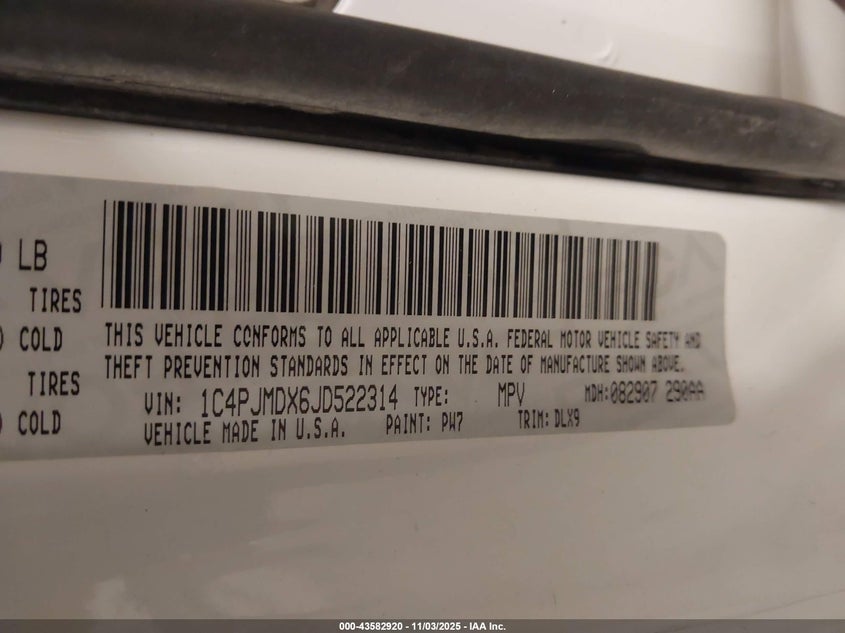 LB
TIRES
COLD
TIRES
COLD
THIS VEHICLE CONFORMS TO ALL APPLICABLE U.S.A. FEDERAL MOTOR VEHICLE SAFETY AND
THEFT PREVENTION STANDARDS IN EFFECT ON THE DATE OF MANUFACTURE SHOWN ABOVE.
VIN: 1C4PJMDX6JD522314 TYPE: MPV MDH:082907 290AA
VEHICLE MADE IN U.S.A. PAINT: PW7 TRIM: DLX9
000-43582920 - 11/03/2025 - IAA Inc.